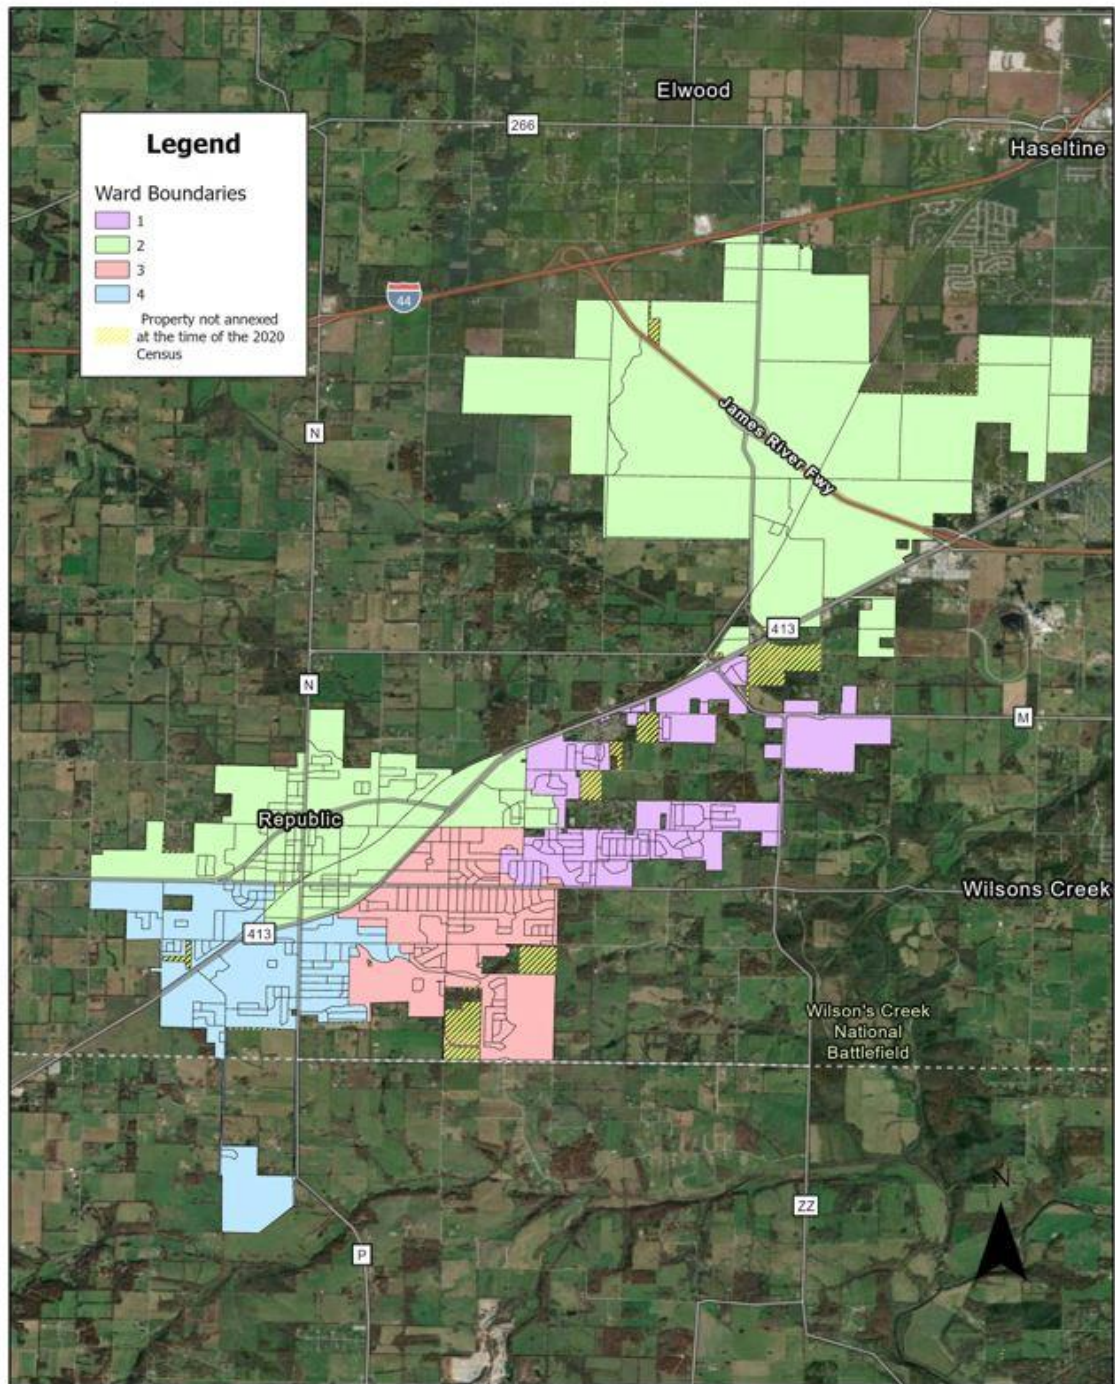 Elwood
266
Haseltine
Legend
Ward Boundaries
1
2
3
4
Property not annexed
at the time of the 2020
Census
44
N
James River Fwy
413
N
M
Republic
Wilsons Creek
413
Wilson's Creek
National
Battlefield
N
ZZ
P